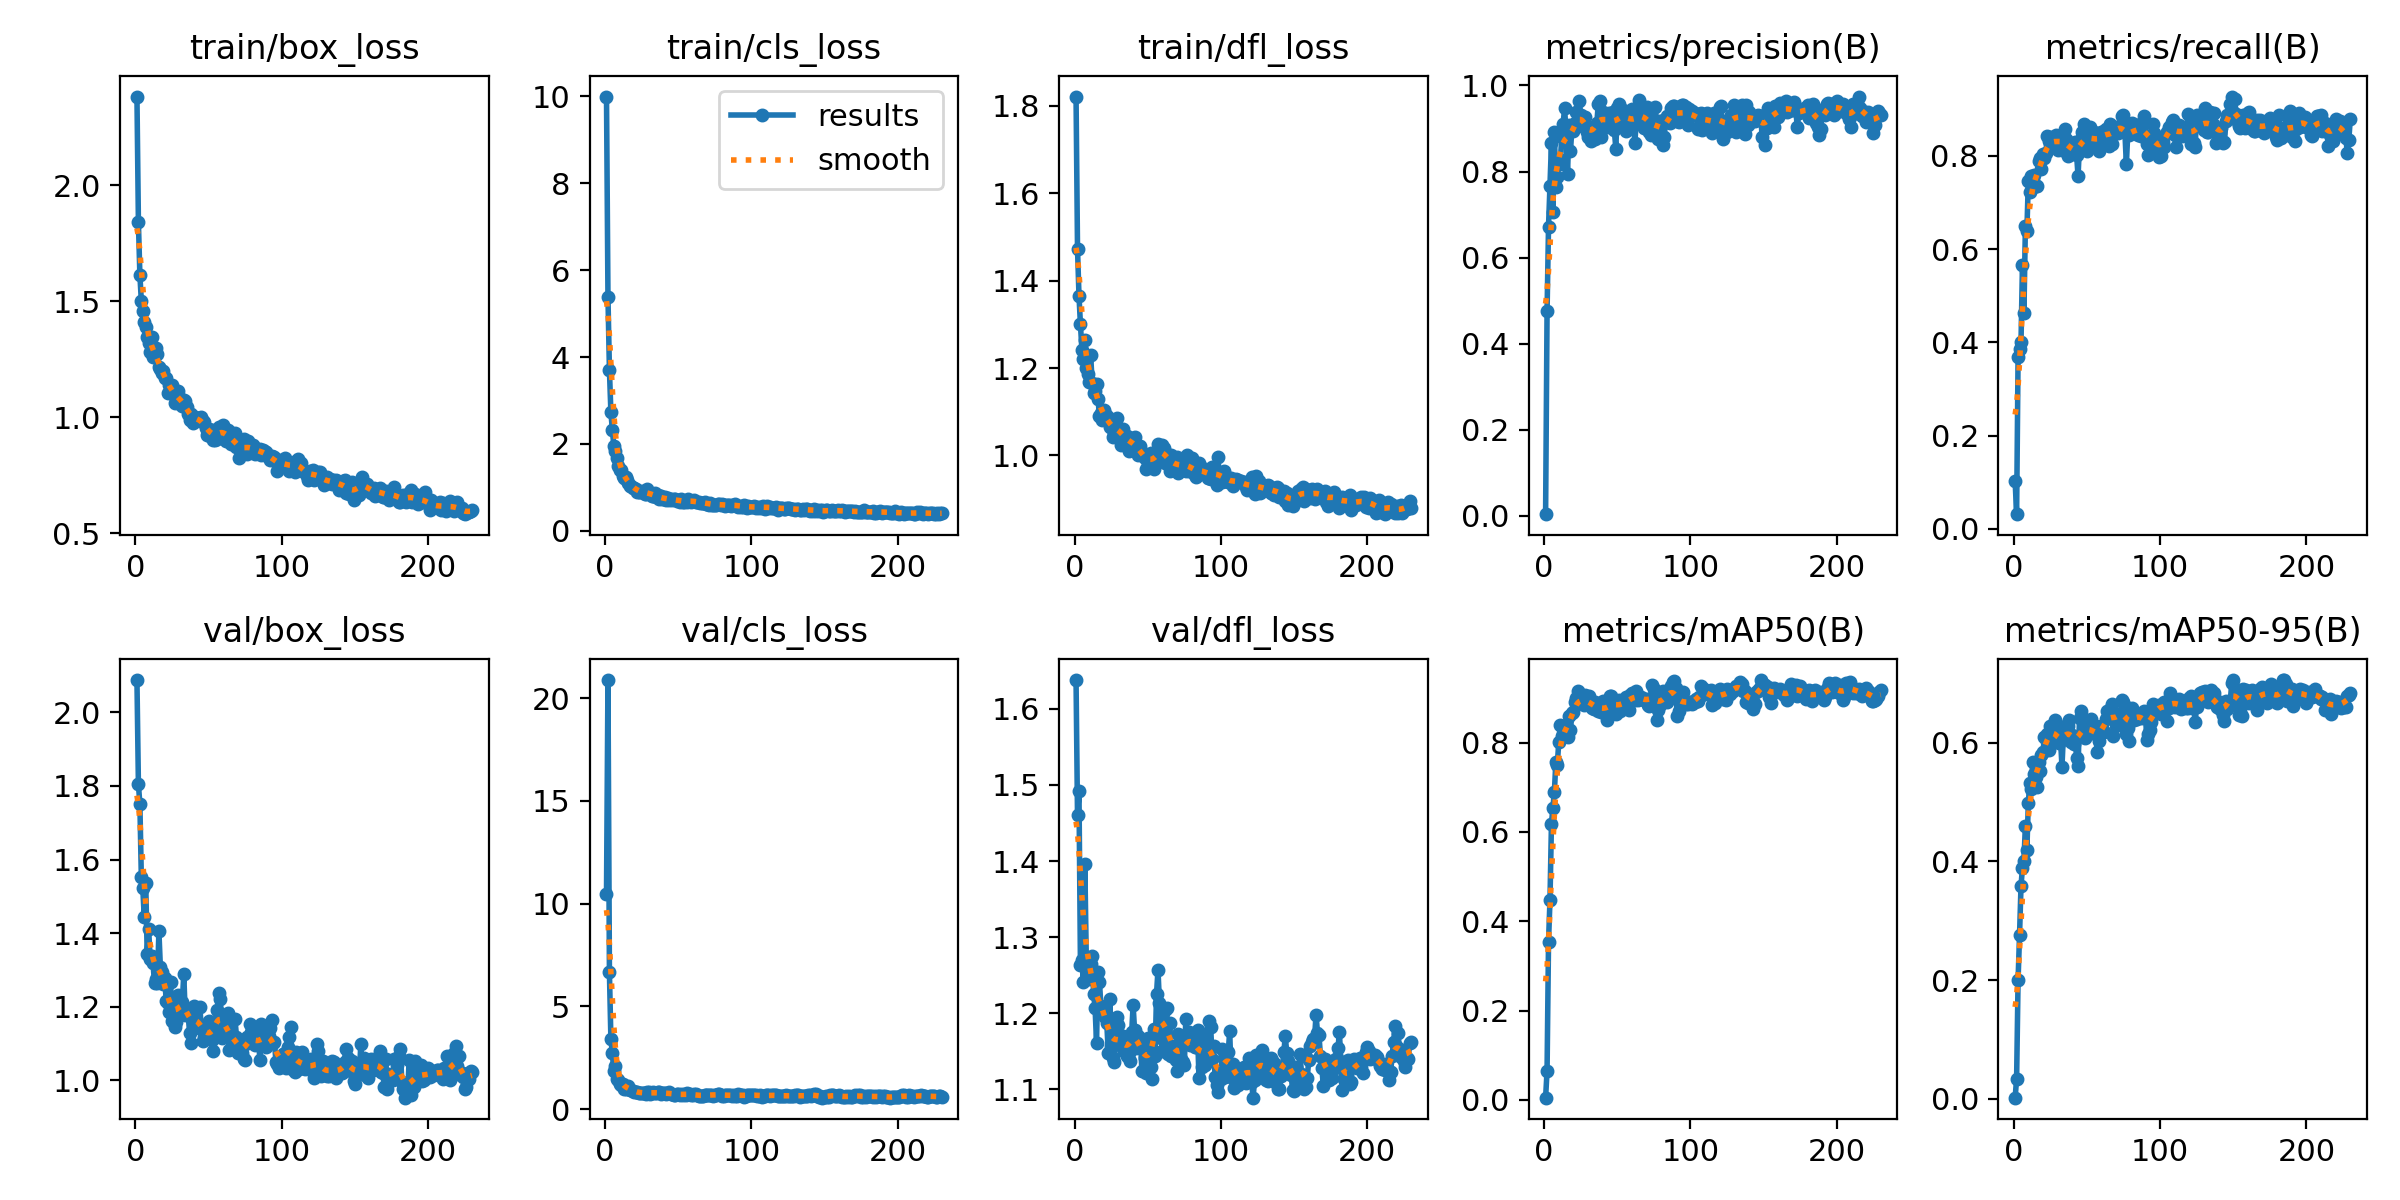 train/box_loss
train/cls_loss
train/dfl_loss
metrics/precision(B)
metrics/recall(B)
2.0
1.5
1.0
0.5
0 100 200
10
8
6
4
2
0
0 100 200
results
smooth
1.8
1.6
1.4
1.2
1.0
0 100 200
1.0
0.8
0.6
0.4
0.2
0.0
0 100 200
0.8
0.6
0.4
0.2
0.0
0 100 200
val/box_loss
val/cls_loss
val/dfl_loss
metrics/mAP50(B)
metrics/mAP50-95(B)
2.0
1.8
1.6
1.4
1.2
1.0
0 100 200
20
15
10
5
0
0 100 200
1.6
1.5
1.4
1.3
1.2
1.1
0 100 200
0.8
0.6
0.4
0.2
0.0
0 100 200
0.6
0.4
0.2
0.0
0 100 200